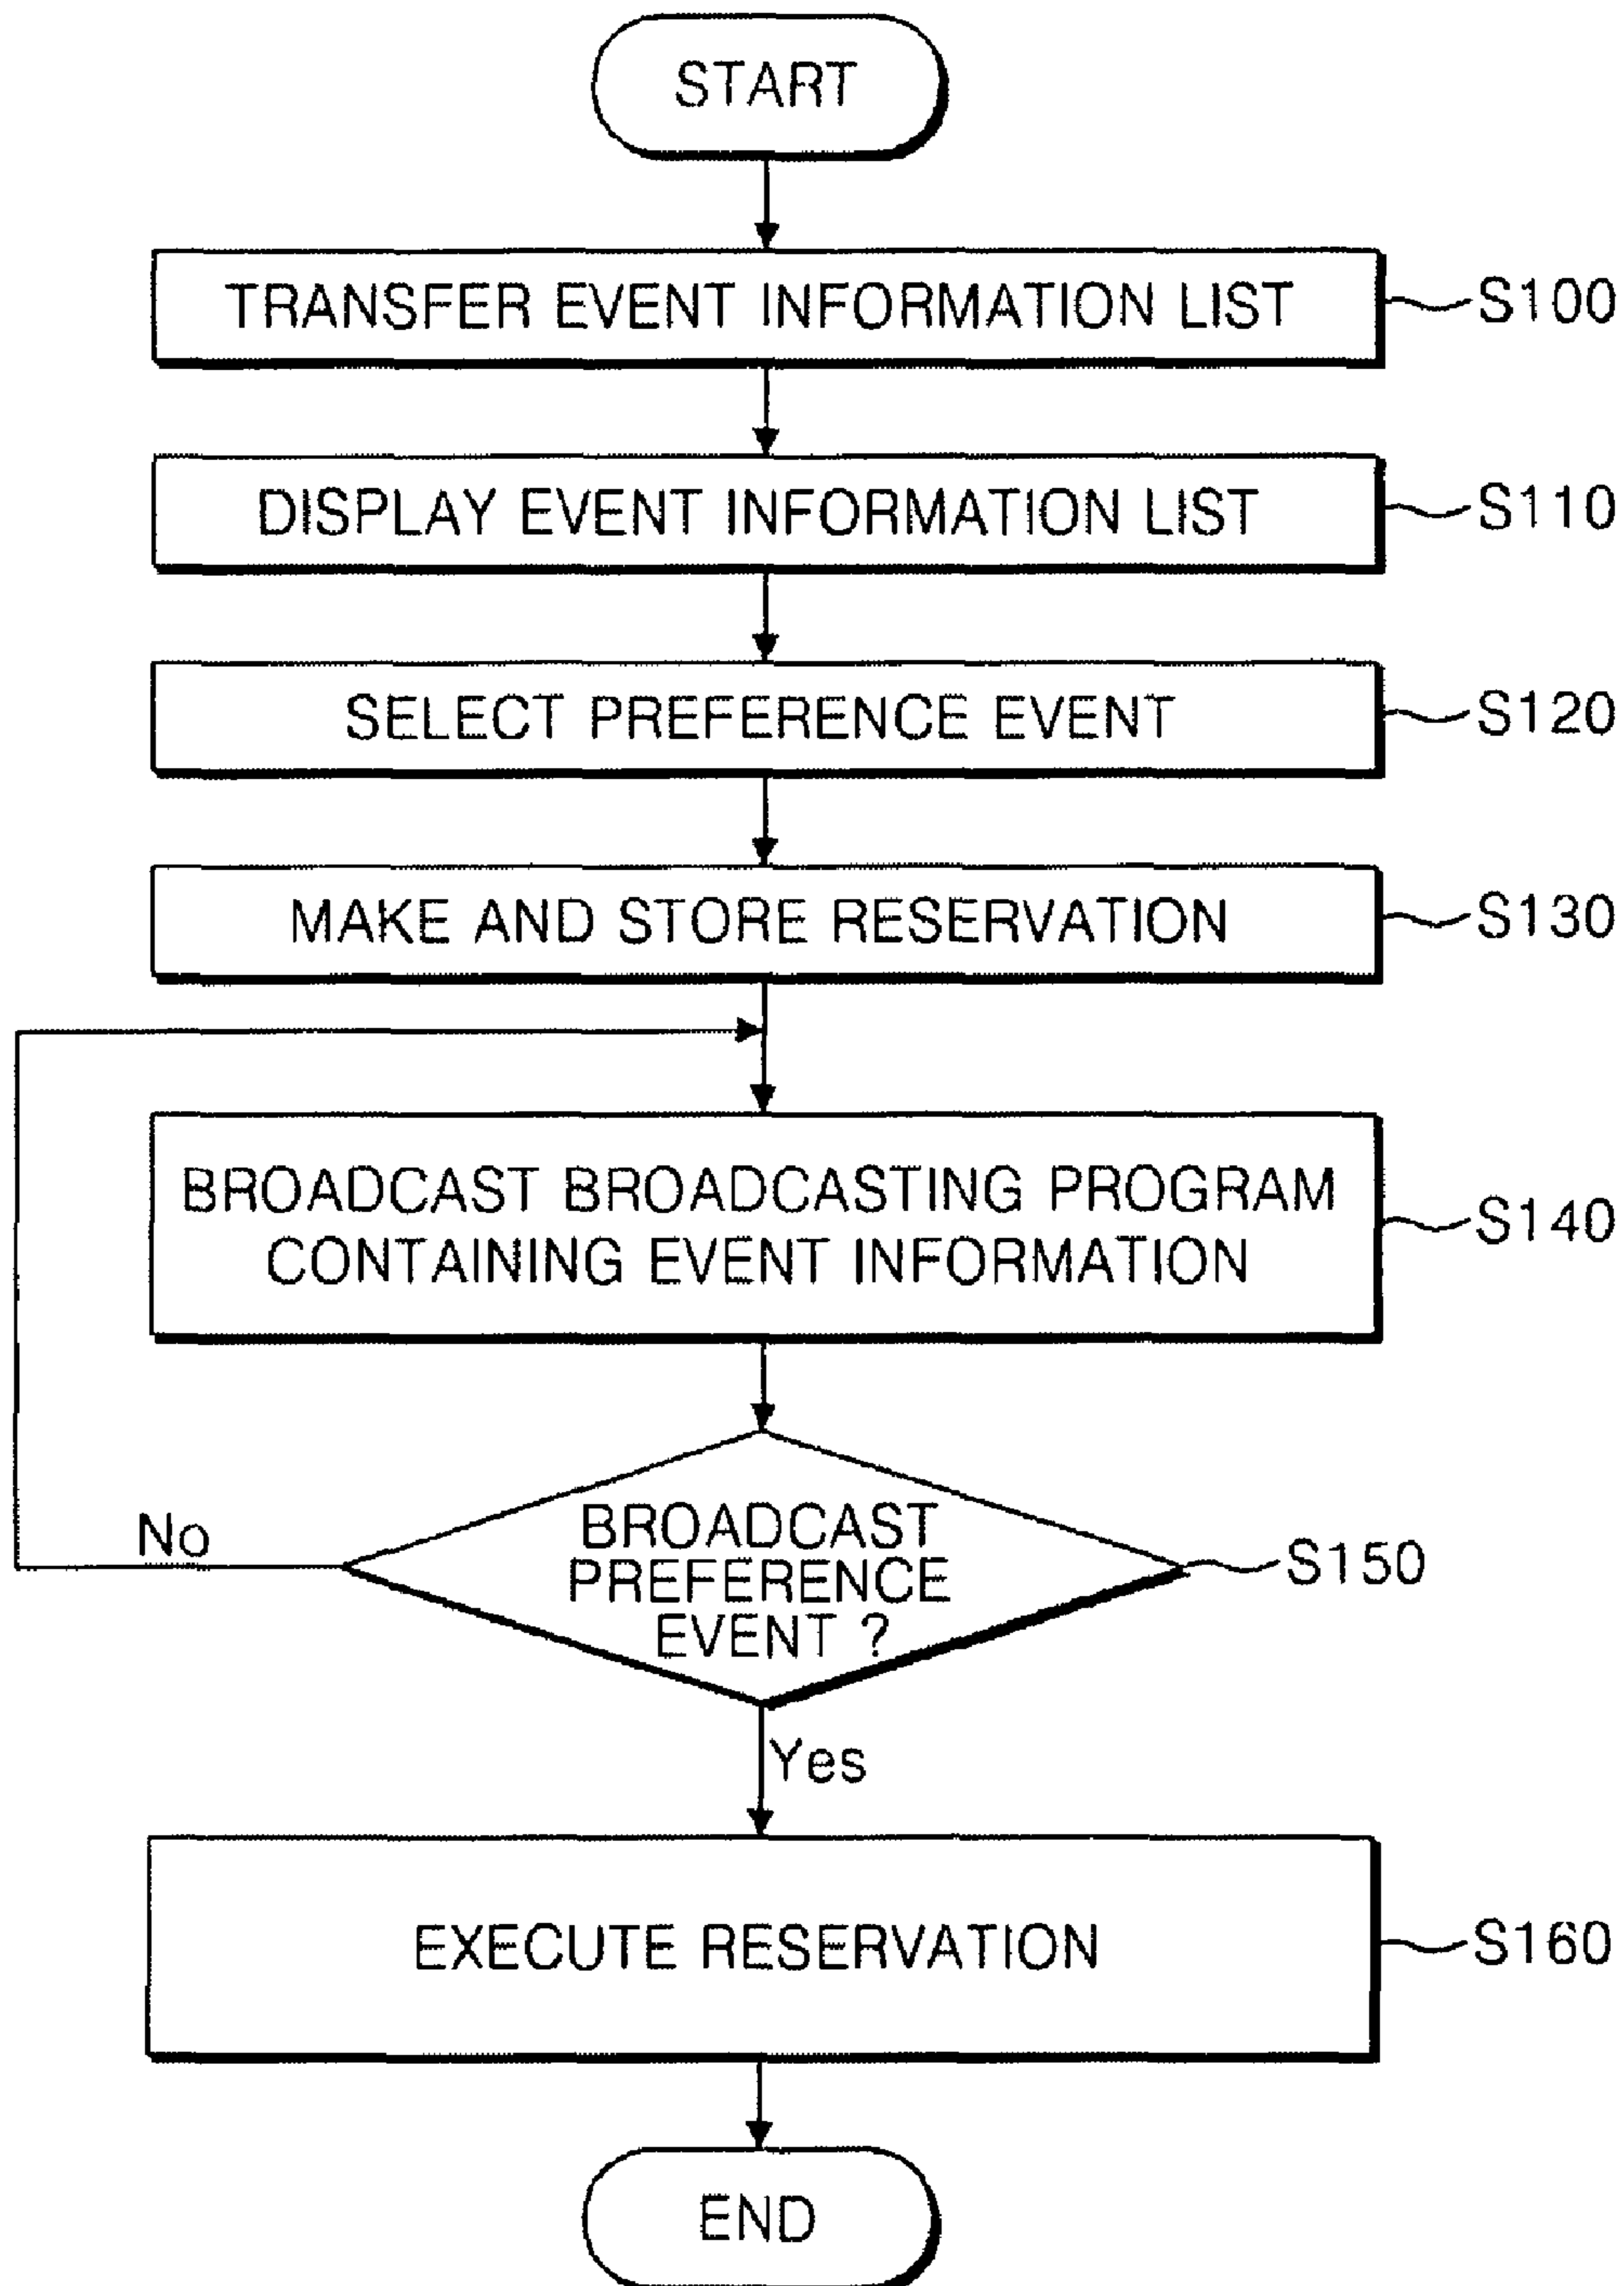 START
TRANSFER EVENT INFORMATION LIST
S100
DISPLAY EVENT INFORMATION LIST
S110
SELECT PREFERENCE EVENT
S120
MAKE AND STORE RESERVATION
S130
BROADCAST BROADCASTING PROGRAM
CONTAINING EVENT INFORMATION
S140
No
BROADCAST
PREFERENCE
EVENT ?
S150
Yes
EXECUTE RESERVATION
S160
END